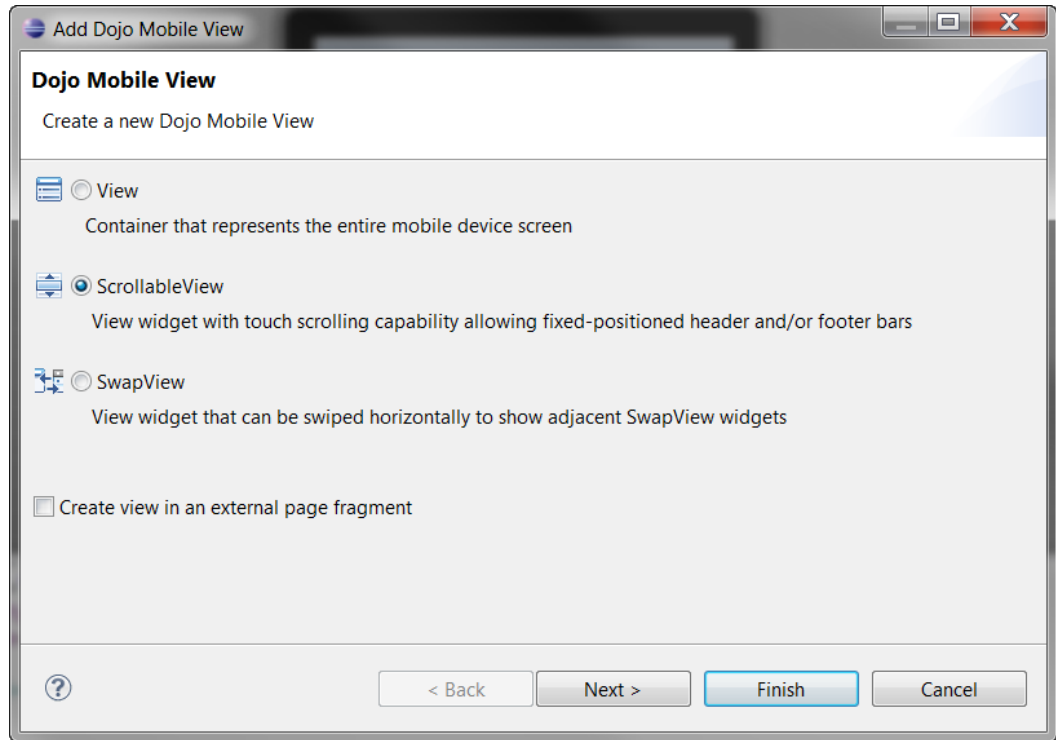 Add Dojo Mobile View
Dojo Mobile View
Create a new Dojo Mobile View
View
Container that represents the entire mobile device screen
ScrollableView
View widget with touch scrolling capability allowing fixed-positioned header and/or footer bars
SwapView
View widget that can be swiped horizontally to show adjacent SwapView widgets
Create view in an external page fragment
? < Back Next > Finish Cancel